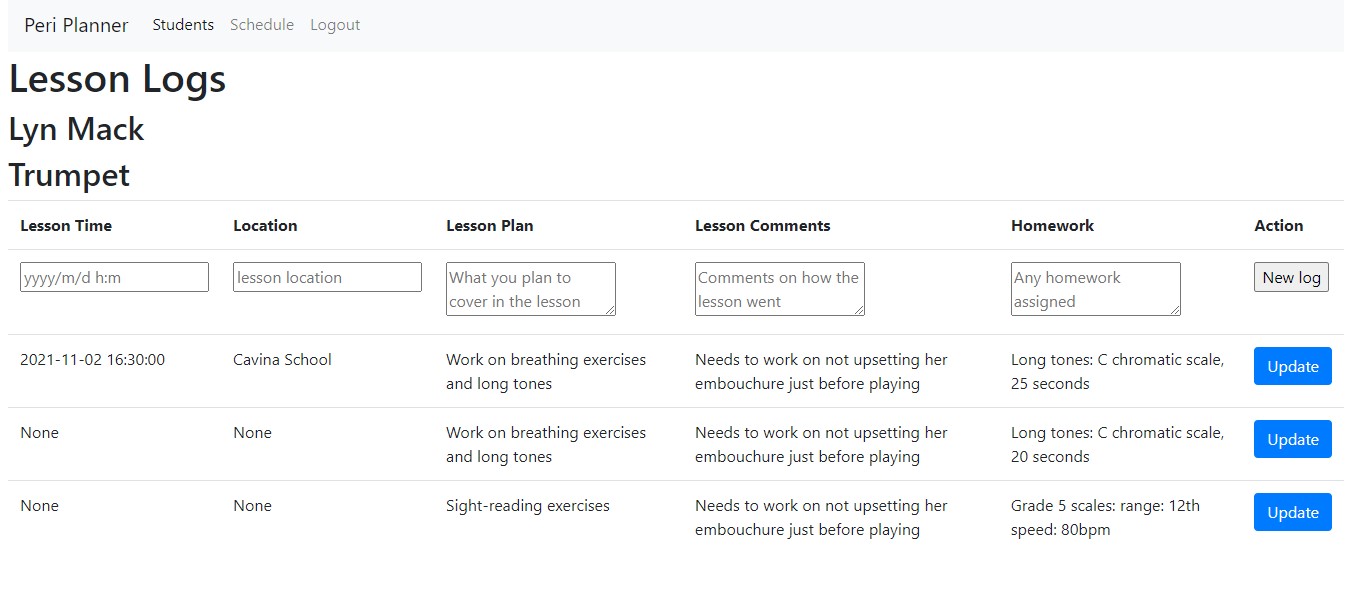 Peri Planner Students Schedule Logout
Lesson Logs
Lyn Mack
Trumpet
Lesson Time Location Lesson Plan Lesson Comments Homework Action
yyyy/m/d h:m lesson location What you plan to Comments on how the Any homework New log
cover in the lesson lesson went assigned
2021-11-02 16:30:00 Cavina School Work on breathing exercises Needs to work on not upsetting her Long tones: C chromatic scale, Update
and long tones embouchure just before playing 25 seconds
None None Work on breathing exercises Needs to work on not upsetting her Long tones: C chromatic scale, Update
and long tones embouchure just before playing 20 seconds
None None Sight-reading exercises Needs to work on not upsetting her Grade 5 scales: range: 12th Update
embouchure just before playing speed: 80bpm